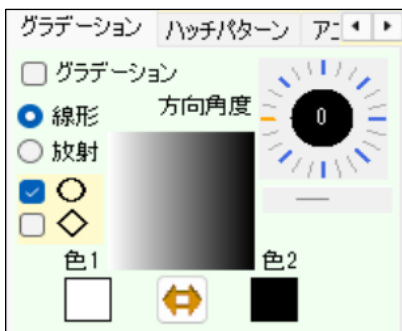 グラデーション ハッチパターン
グラデーション
線形 方向角度
放射
0
色1 色2